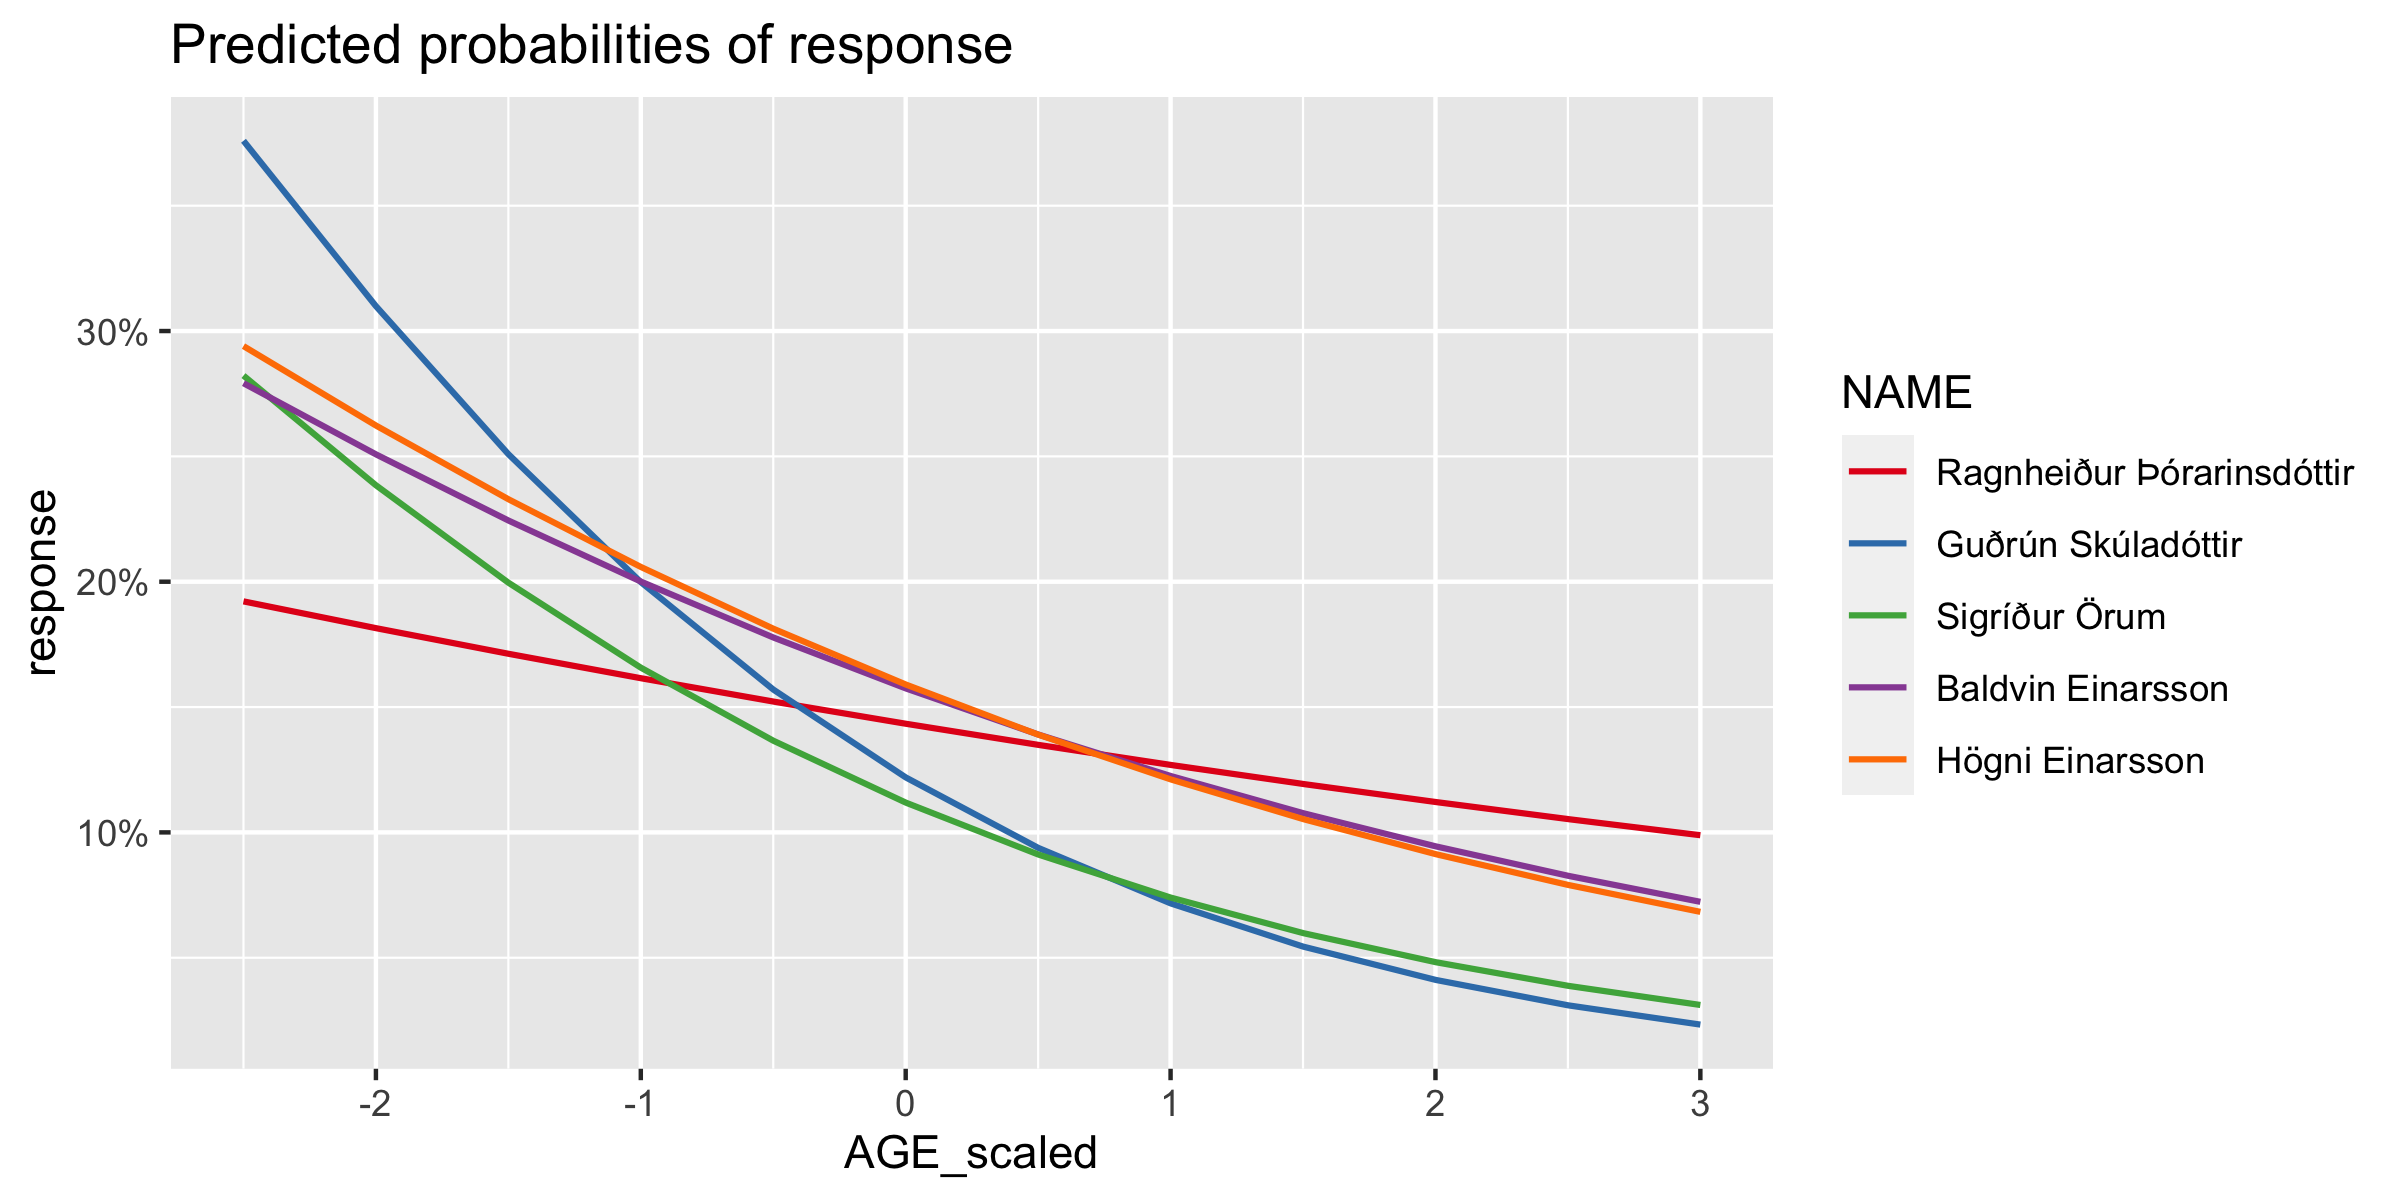 Predicted probabilities of response
response
30%
20%
10%
-2
-1
0
1
2
3
AGE_scaled
NAME
Ragnheiður Þórarinsdóttir
Guðrún Skúladóttir
Sigríður Örum
Baldvin Einarsson
Högni Einarsson